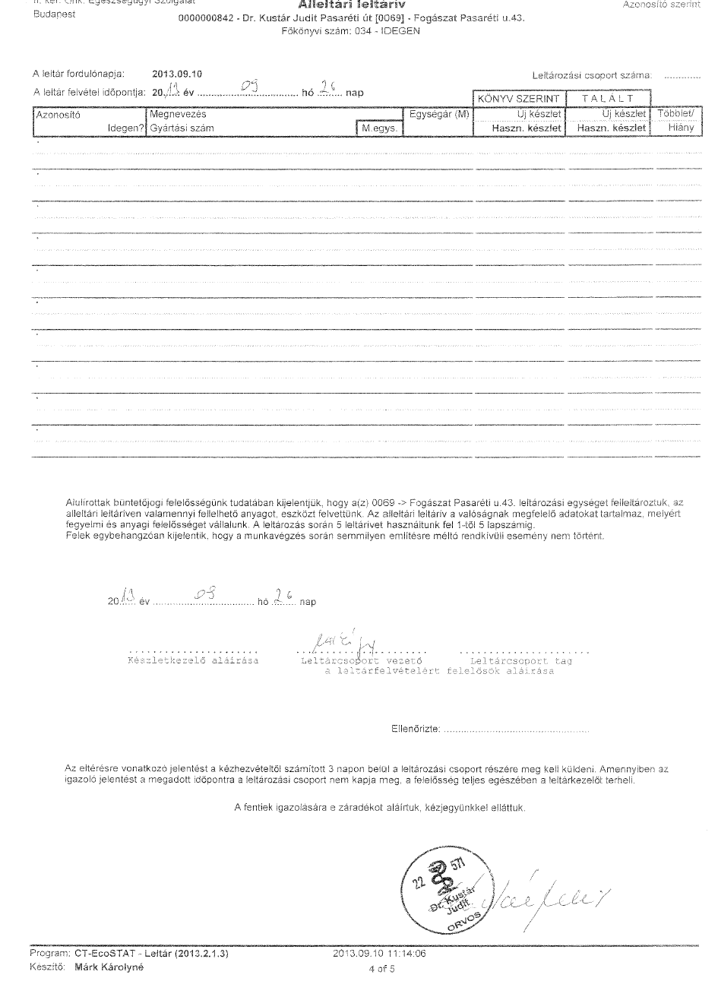 II. ker. Önk. Egészségügyi Szolgálat
Budapest
Alleltári leltárív
Azonosító szerint
0000000842 - Dr. Kustár Judit Pasaréti út [0069] - Fogászat Pasaréti u.43.
Főkönyvi szám: 034 - IDEGEN
A leltár fordulónapja: 2013.09.10
Leltározási csoport száma: ............
A leltár felvétel időpontja: 2013 év 09 hó 26 nap
KÖNYV SZERINT T A L Á L T
Azonosító Megnevezés Egységár (M) Új készlet Új készlet Többlet/
Idegen? Gyártási szám M.egys. Haszn. készlet Haszn. készlet Hiány
Alulírottak büntetőjogi felelősségünk tudatában kijelentjük, hogy a(z) 0069 -> Fogászat Pasaréti u.43. leltározási egységet felleltároztuk, az
alleltári leltáríven valamennyi fellelhető anyagot, eszközt felvettünk. Az alleltári leltárív a valóságnak megfelelő adatokat tartalmaz, melyért
fegyelmi és anyagi felelősséget vállalunk. A leltározás során 5 leltárívet használtunk fel 1-től 5 lapszámig.
Felek egybehangzóan kijelentik, hogy a munkavégzés során semmilyen említésre méltó rendkívüli esemény nem történt.
2013 év 09 hó 26 nap
Készletkezelő aláírása Leltárcsoport vezető Leltárcsoport tag
a leltárfelvételért felelősök aláírása
Ellenőrizte: ..................................................
Az eltérésre vonatkozó jelentést a kézhezvételtől számított 3 napon belül a leltározási csoport részére meg kell küldeni. Amennyiben az
igazoló jelentést a megadott időpontra a leltározási csoport nem kapja meg, a felelősség teljes egészében a leltárkezelőt terheli.
A fentiek igazolására e záradékot aláírtuk, kézjegyünkkel elláttuk.
22 571
Dr. Kustár
Judit
ORVOS
Program: CT-EcoSTAT - Leltár (2013.2.1.3) 2013.09.10 11:14:06
Készítő: Márk Károlyné 4 of 5